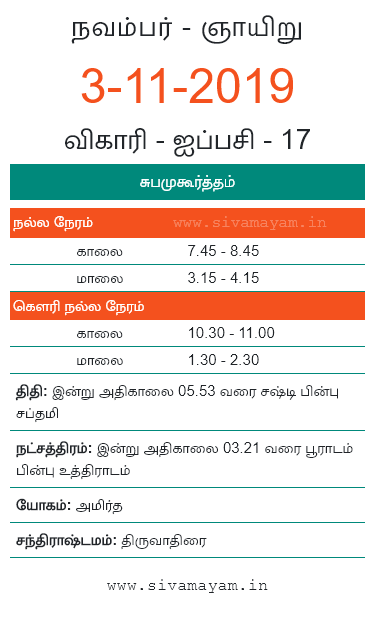 நவம்பர் - ஞாயிறு
3-11-2019
விகாரி - ஐப்பசி - 17
சுபமுகூர்த்தம்
நல்ல நேரம் www.sivamayam.in
காலை 7.45 - 8.45
மாலை 3.15 - 4.15
கௌரி நல்ல நேரம்
காலை 10.30 - 11.00
மாலை 1.30 - 2.30
திதி: இன்று அதிகாலை 05.53 வரை சஷ்டி பின்பு
சப்தமி
நட்சத்திரம்: இன்று அதிகாலை 03.21 வரை பூராடம்
பின்பு உத்திராடம்
யோகம்: அமிர்த
சந்திராஷ்டமம்: திருவாதிரை
www.sivamayam.in